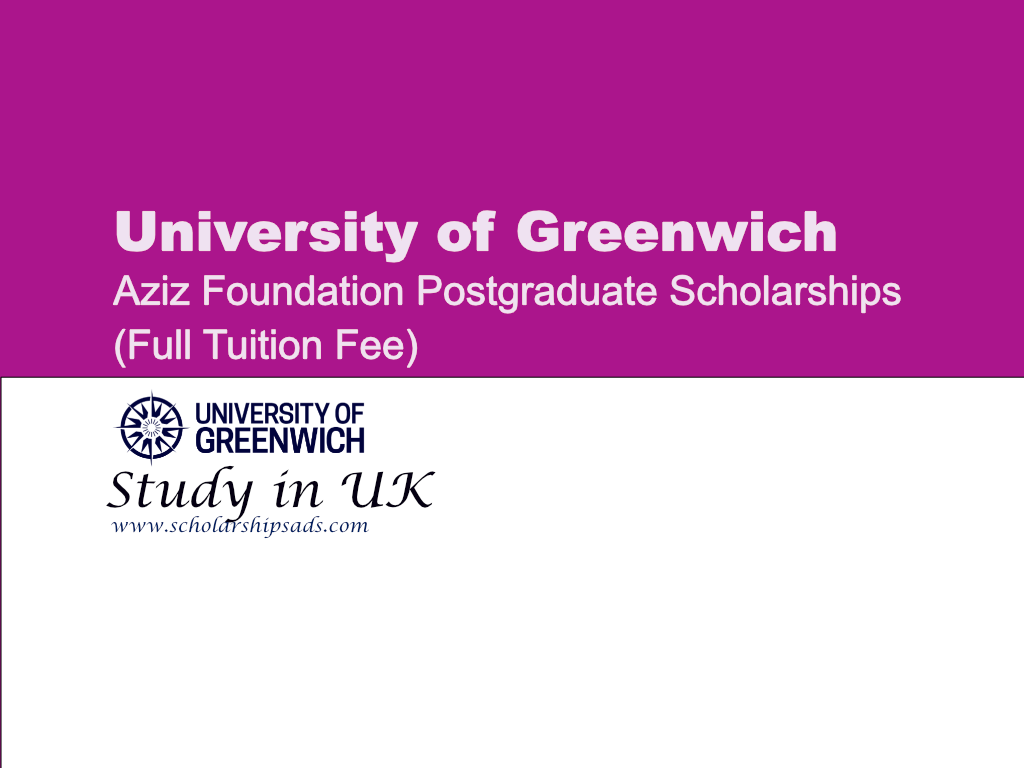 University of Greenwich
Aziz Foundation Postgraduate Scholarships
(Full Tuition Fee)
UNIVERSITY OF
GREENWICH
Study in UK
www.scholarshipsads.com